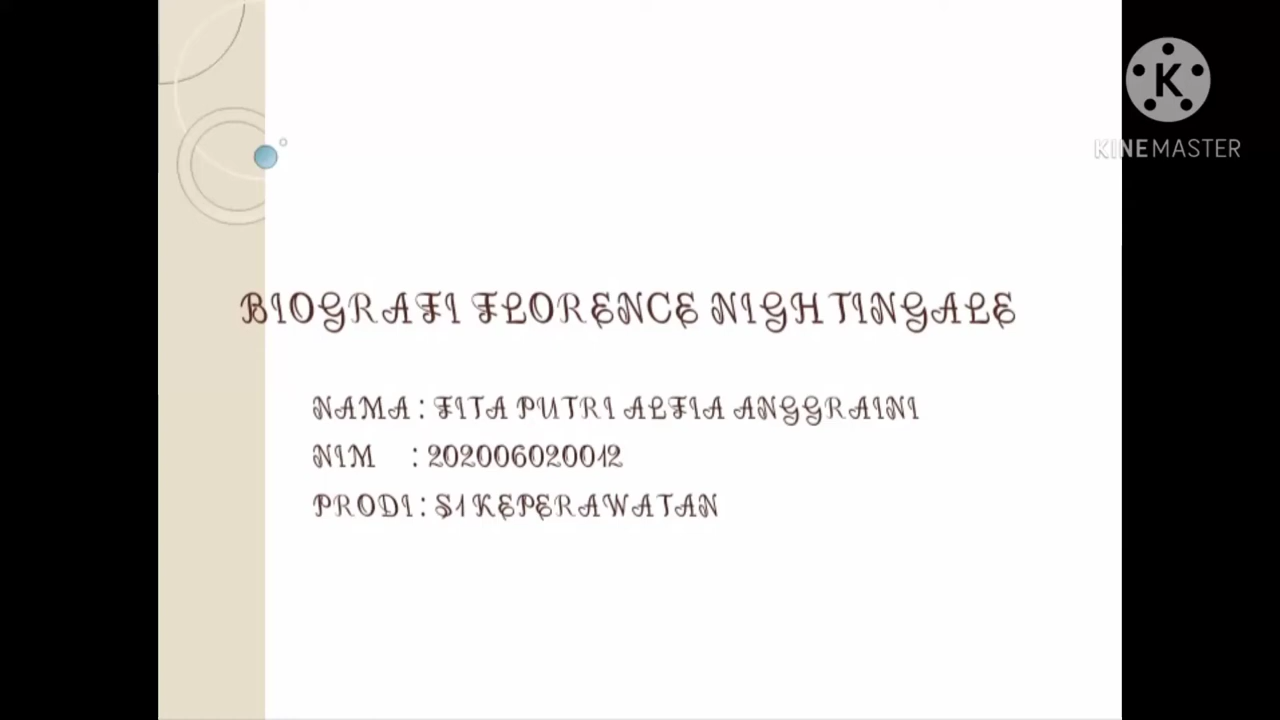 KINEMASTER
BIOGRAFI FLORENCE NIGHTINGALE
NAMA : FITA PUTRI ALFIA ANGGRAINI
NIM : 202006020012
PRODI : S1 KEPERAWATAN